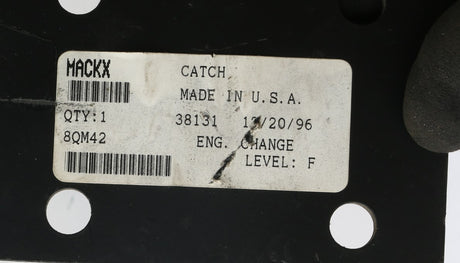 MACKX CATCH
MADE IN U.S.A.
QTY:1 38131
8QM42 ENG. CHANGE
LEVEL: F